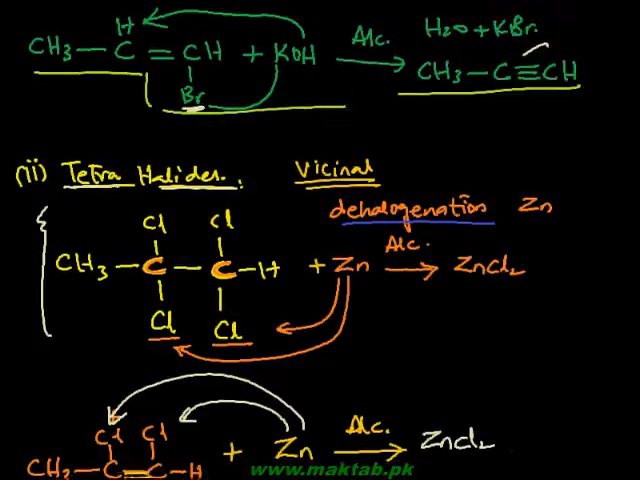 H Alc. H2O + KBr.
CH3 — C = CH + KOH → CH3 — C ≡ CH
Br
(ii) Tetra Halides. Vicinal
dehalogenation Zn
Cl Cl Alc.
CH3 — C — C — H + Zn → ZnCl2
Cl Cl
Cl Cl Alc.
CH3 — C = C — H + Zn → ZnCl2
www.maktab.pk